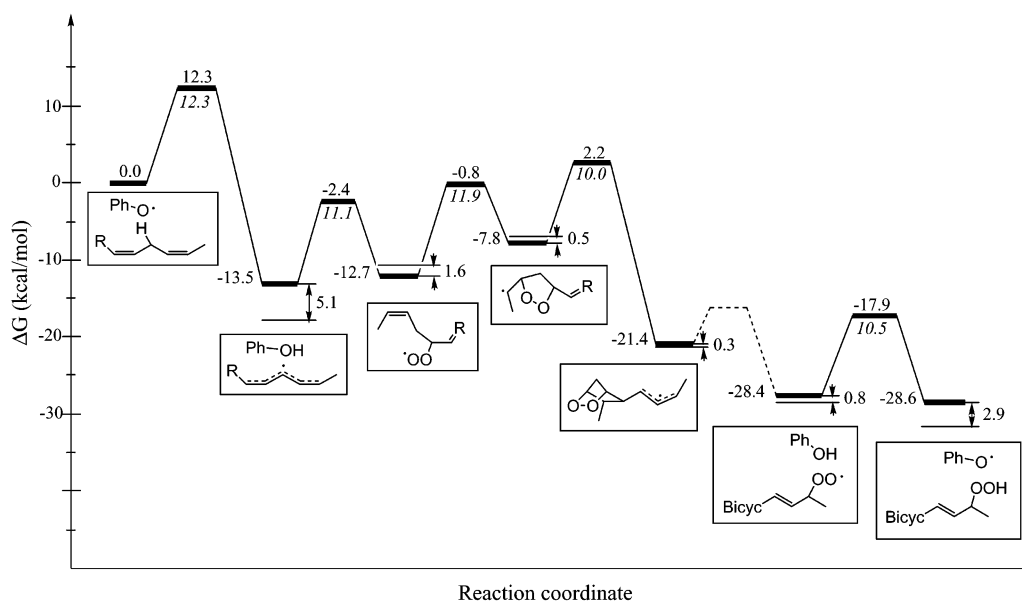 12.3
12.3
10
0.0
2.2
10.0
-0.8
11.9
0
Ph
O·
H
R
-2.4
11.1
-7.8
0.5
ΔG (kcal/mol)
-10
-13.5
5.1
-12.7
1.6
·
O
O
R
-17.9
10.5
-20
Ph
OH
·
R
R
·OO
-21.4
0.3
-28.4
0.8
-28.6
2.9
-30
O
O
·
Ph
OH
OO·
Bicyc
Ph
O·
OOH
Bicyc
Reaction coordinate